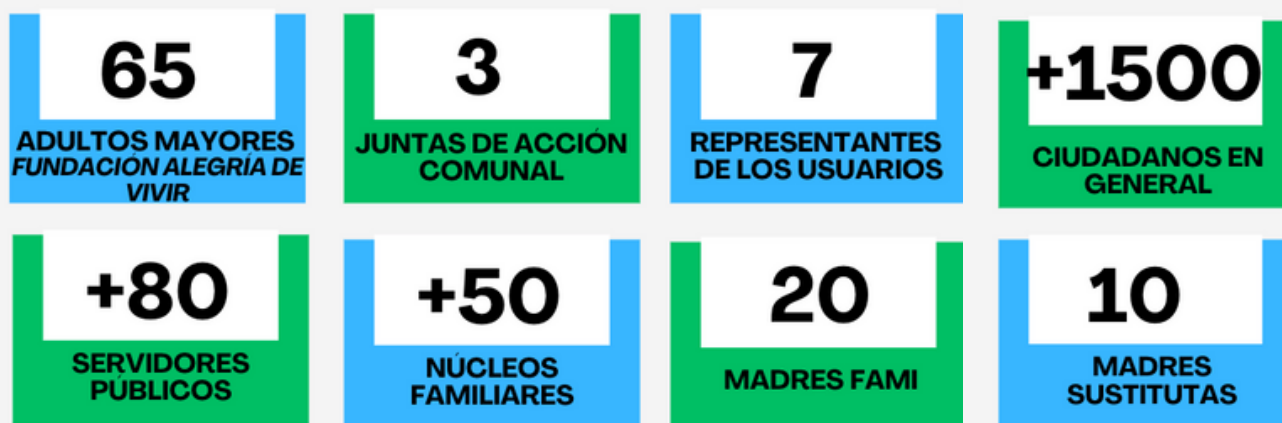 65
ADULTOS MAYORES
FUNDACIÓN ALEGRÍA DE
VIVIR
3
JUNTAS DE ACCIÓN
COMUNAL
7
REPRESENTANTES
DE LOS USUARIOS
+1500
CIUDADANOS EN
GENERAL
+80
SERVIDORES
PÚBLICOS
+50
NÚCLEOS
FAMILIARES
20
MADRES FAMI
10
MADRES
SUSTITUTAS